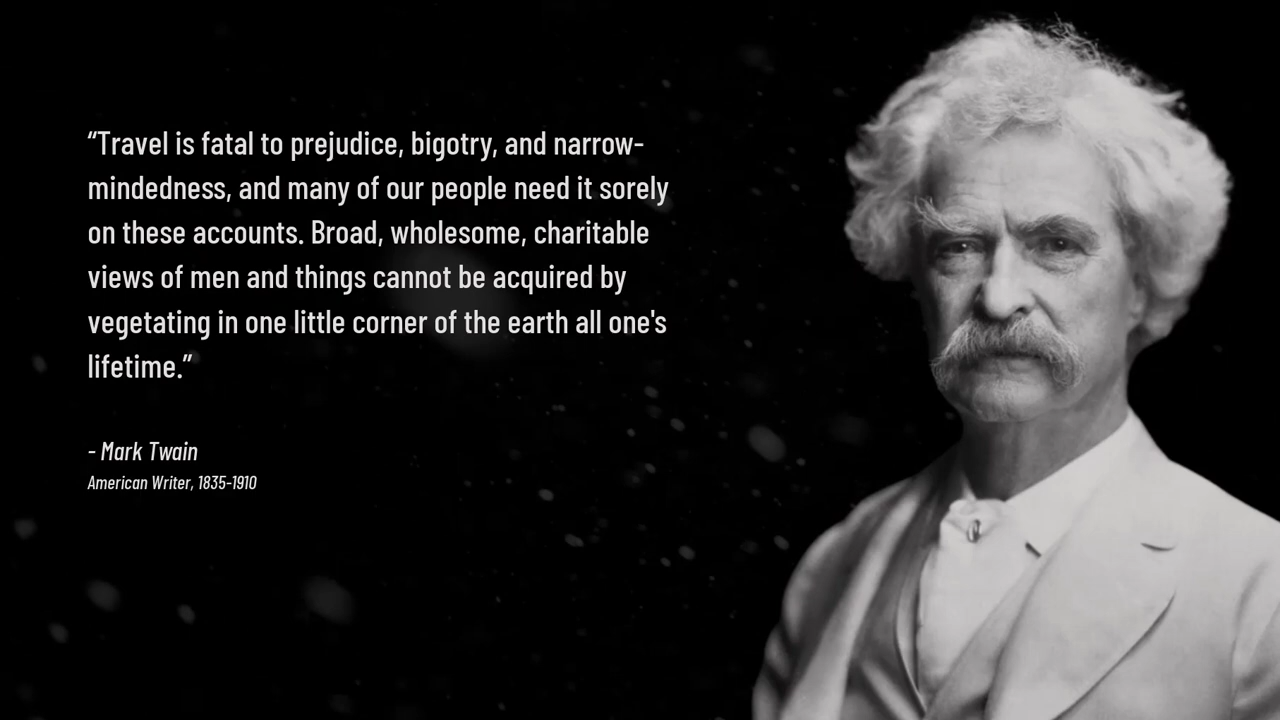 “Travel is fatal to prejudice, bigotry, and narrow-
mindedness, and many of our people need it sorely
on these accounts. Broad, wholesome, charitable
views of men and things cannot be acquired by
vegetating in one little corner of the earth all one's
lifetime.”
- Mark Twain
American Writer, 1835-1910